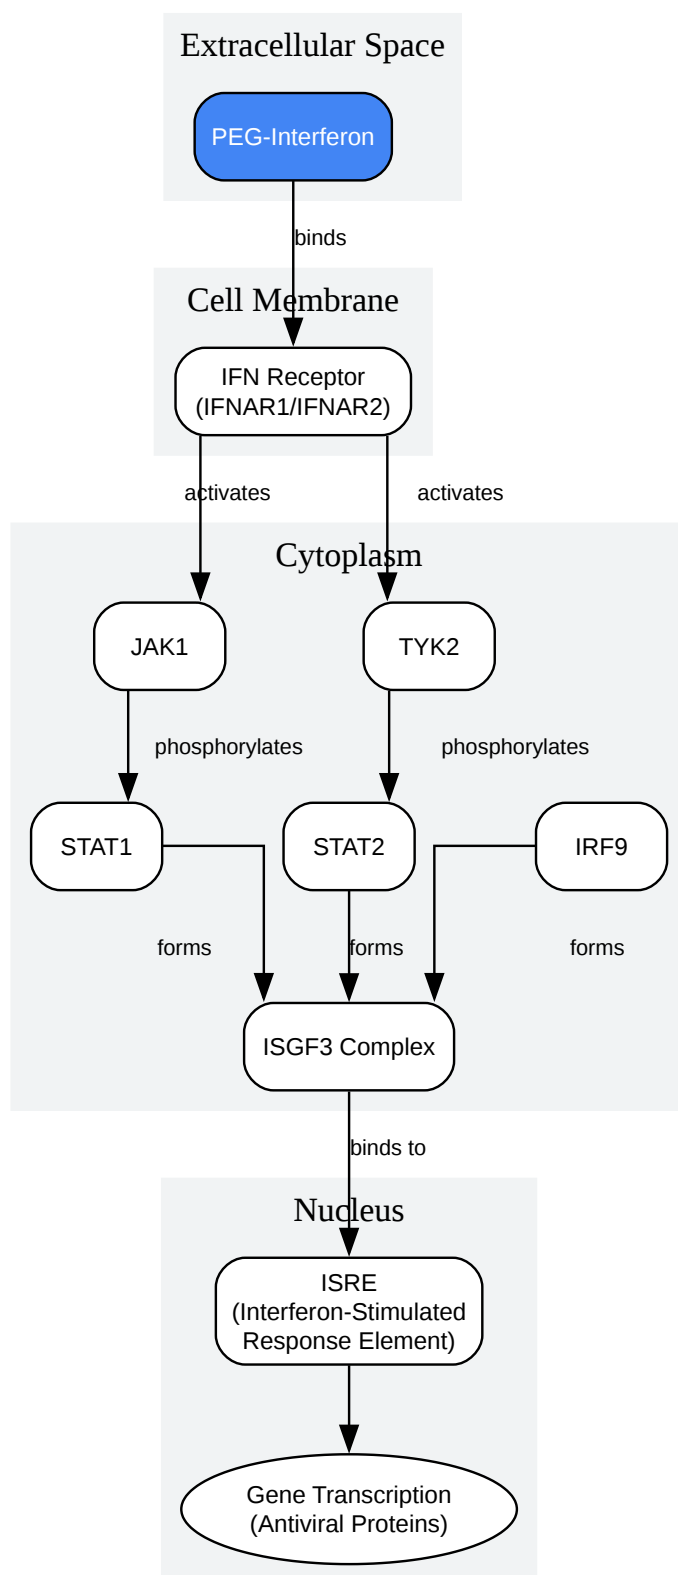 Extracellular Space
PEG-Interferon
binds
Cell Membrane
IFN Receptor
(IFNAR1/IFNAR2)
activates
activates
Cytoplasm
JAK1
TYK2
phosphorylates
phosphorylates
STAT1
STAT2
IRF9
forms
forms
forms
ISGF3 Complex
binds to
Nucleus
ISRE
(Interferon-Stimulated
Response Element)
Gene Transcription
(Antiviral Proteins)